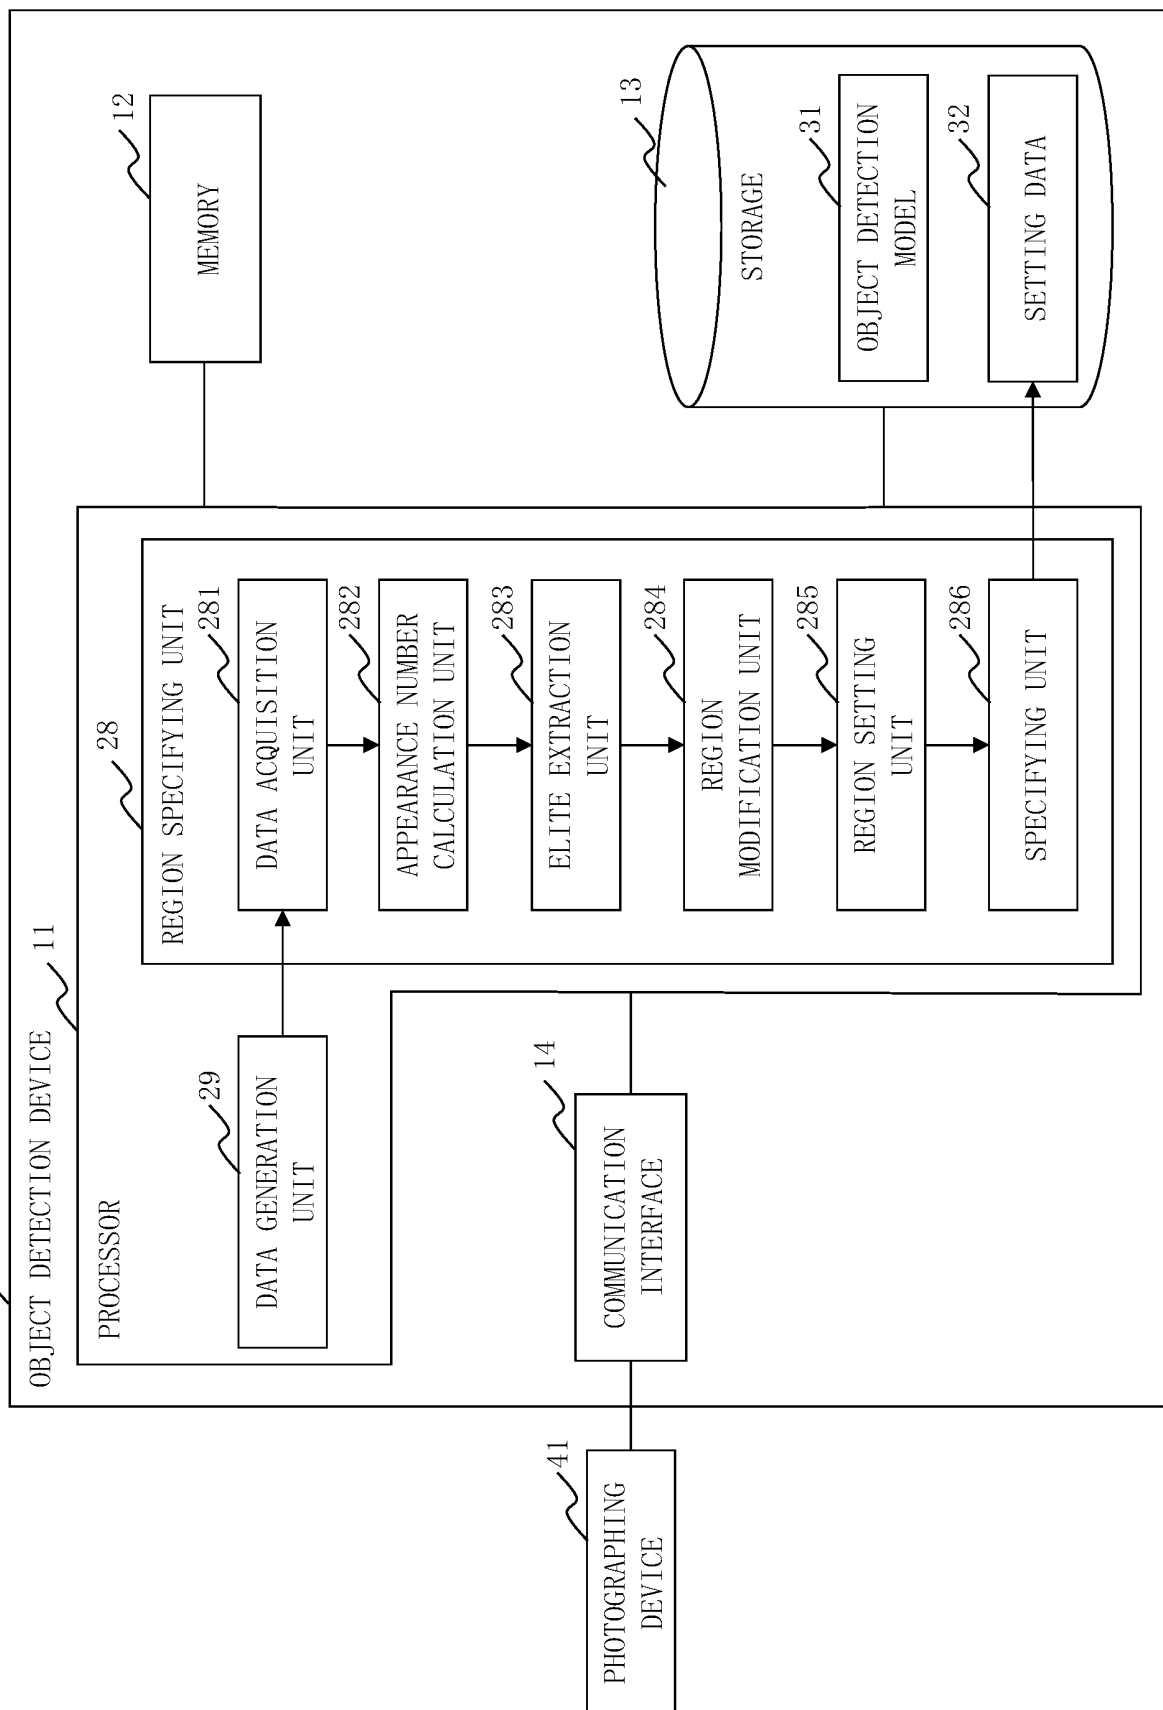 OBJECT DETECTION DEVICE
11
PROCESSOR
28
REGION SPECIFYING UNIT
12
MEMORY
29
DATA GENERATION
UNIT
281
DATA ACQUISITION
UNIT
282
APPEARANCE NUMBER
CALCULATION UNIT
283
ELITE EXTRACTION
UNIT
284
REGION
MODIFICATION UNIT
285
REGION SETTING
UNIT
286
SPECIFYING UNIT
13
STORAGE
31
OBJECT DETECTION
MODEL
32
SETTING DATA
14
COMMUNICATION
INTERFACE
41
PHOTOGRAPHING
DEVICE